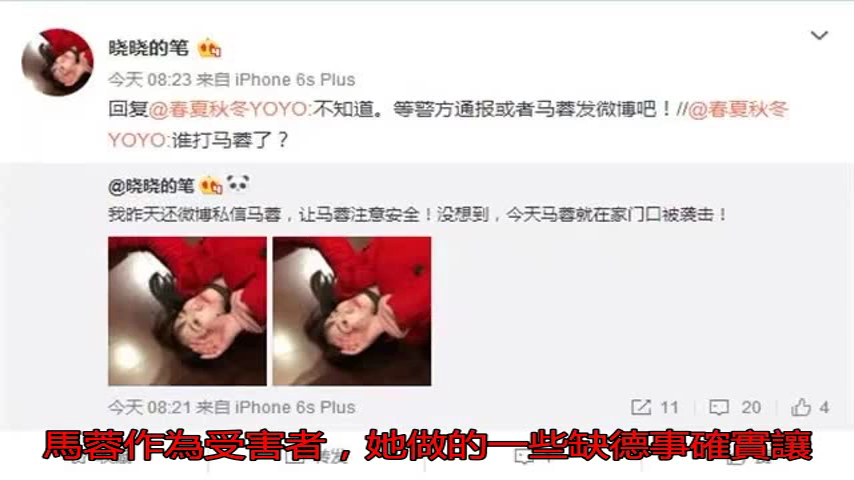 晓晓的笔
今天 08:23 来自 iPhone 6s Plus
回复@春夏秋冬YOYO:不知道。等警方通报或者马蓉发微博吧！//@春夏秋冬
YOYO:谁打马蓉了？
@晓晓的笔
我昨天还微博私信马蓉，让马蓉注意安全！没想到，今天马蓉就在家门口被袭击！
今天 08:21 来自 iPhone 6s Plus
11
20
4
馬蓉作為受害者，她做的一些缺德事確實讓